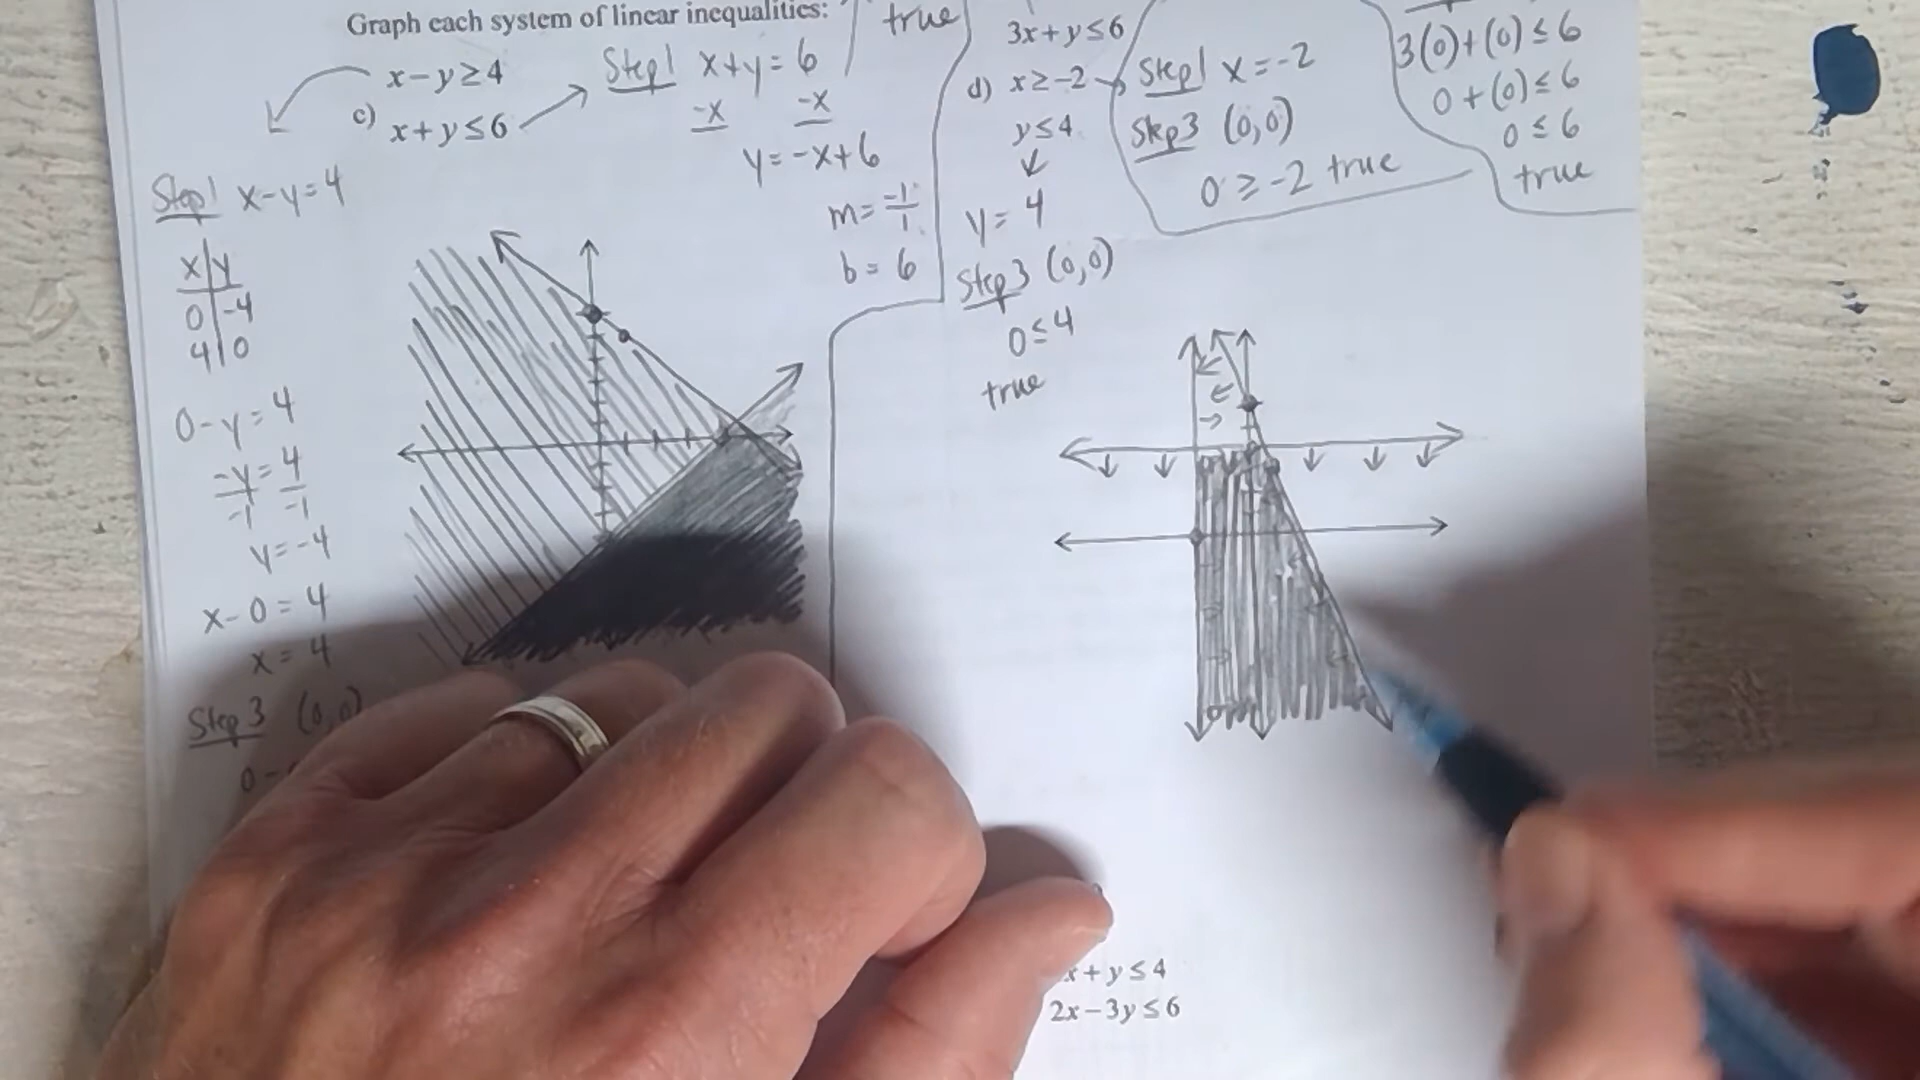 Graph each system of linear inequalities:
c)
x − y ≥ 4
x + y ≤ 6
Step 1 x+y = 6
-x -x
y = -x+6
m = -1/1
b = 6
true
Step 1 x-y=4
x|y
0|-4
4|0
0-y=4
-y=4
-1 -1
y=-4
x-0=4
x=4
Step 3 (0,0)
0-
d)
3x + y ≤ 6
x ≥ −2
y ≤ 4
y = 4
Step 3 (0,0)
0 ≤ 4
true
Step 1 x=-2
Step 3 (0,0)
0 ≥ -2 true
3(0)+(0) ≤ 6
0+(0) ≤ 6
0 ≤ 6
true
x + y ≤ 4
2x − 3y ≤ 6